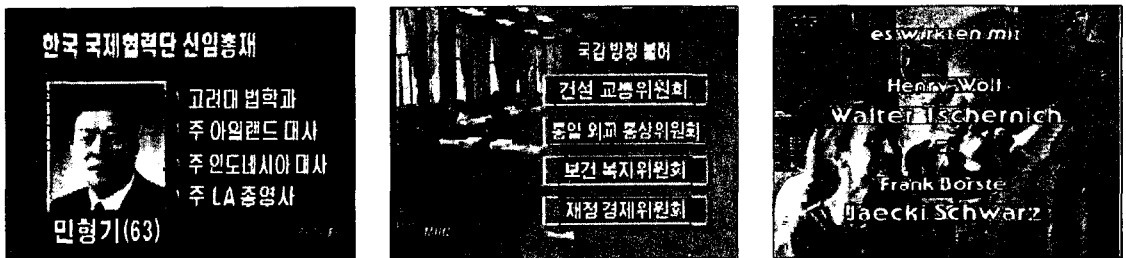 한국 국제협력단 신임총재
고려대 법학과
주 아일랜드 대사
주 인도네시아 대사
주 LA 총영사
민형기(63)
국감 방청 불허
건설 교통위원회
통일 외교 통상위원회
보건 복지위원회
재정 경제위원회
MBC
es wirkten mit
Henry Wolf
Walter Tschernich
Frank Borste
Jaecki Schwarz